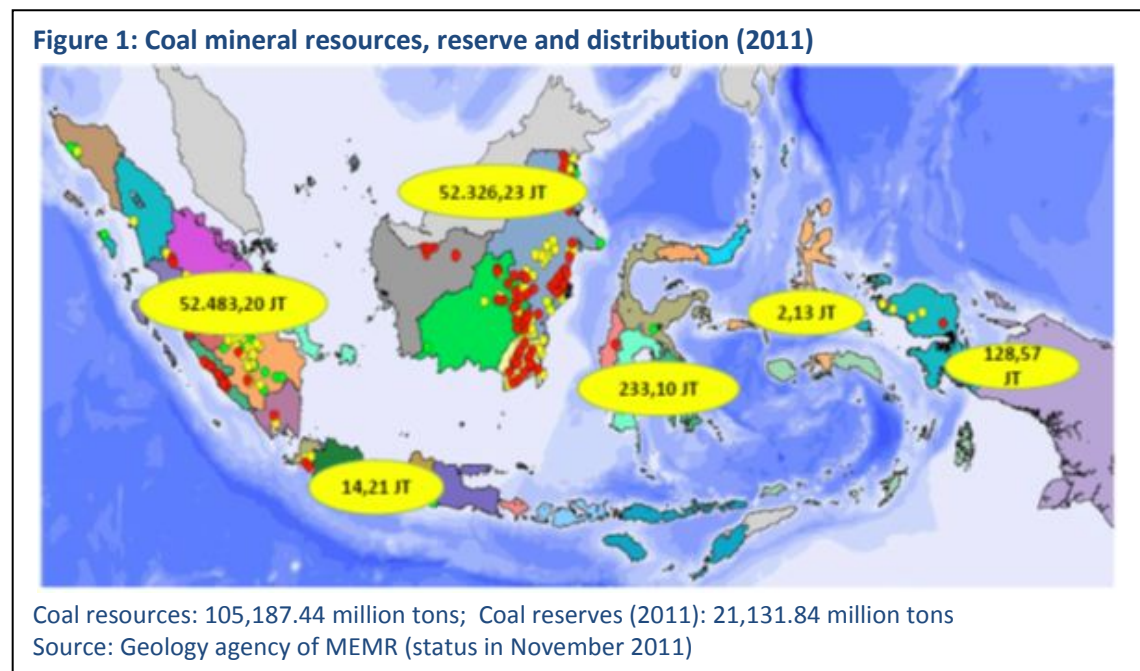 Figure 1: Coal mineral resources, reserve and distribution (2011)
52.326,23 JT
52.483,20 JT
2,13 JT
128,57
JT
233,10 JT
14,21 JT
Coal resources: 105,187.44 million tons; Coal reserves (2011): 21,131.84 million tons
Source: Geology agency of MEMR (status in November 2011)